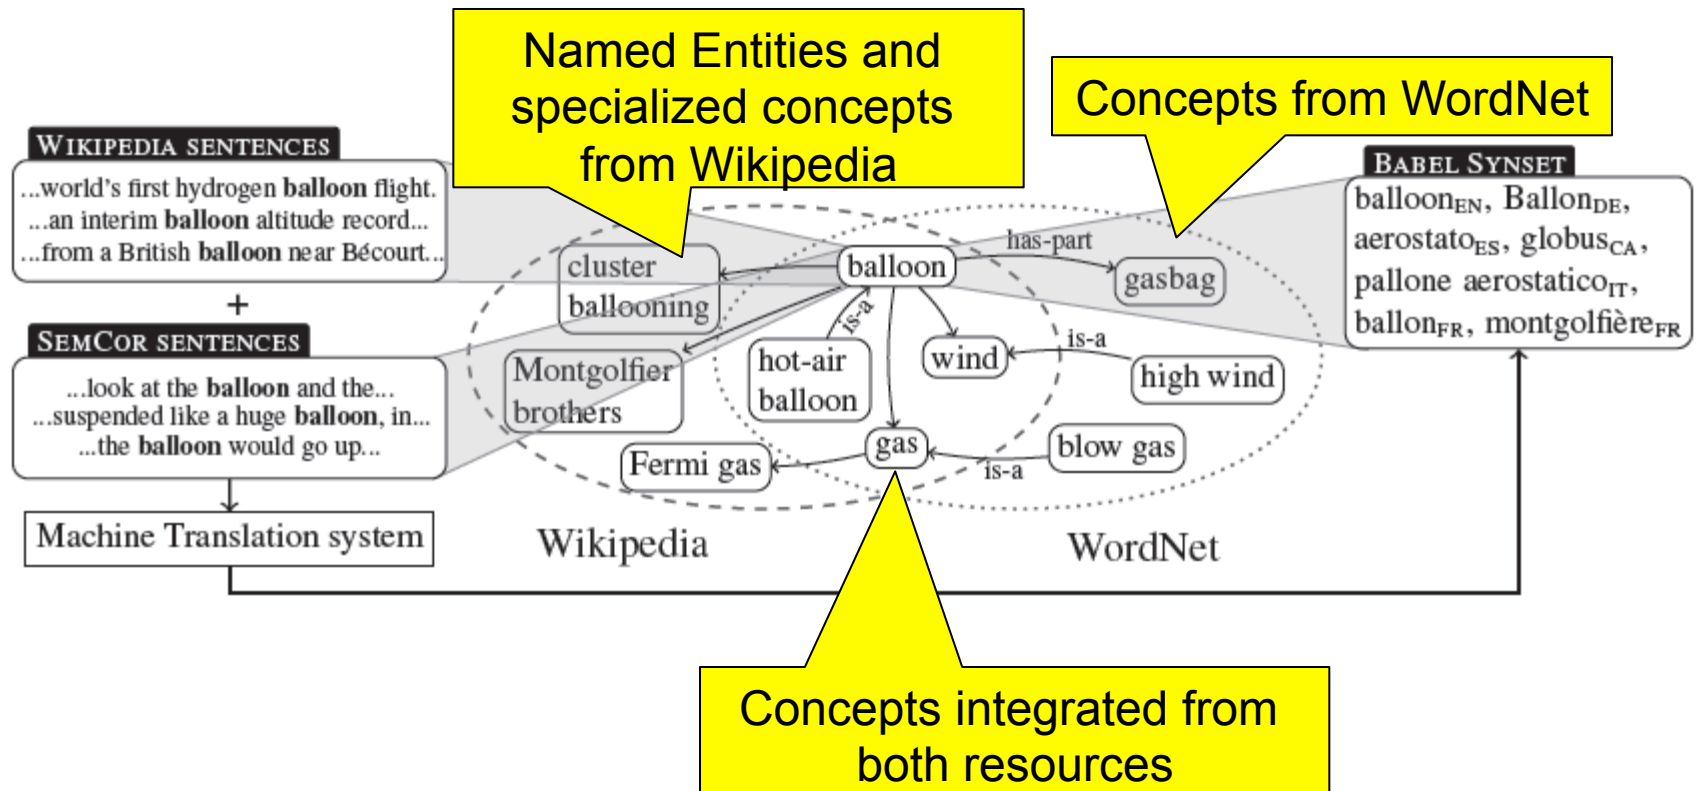 Named Entities and
specialized concepts
from Wikipedia
Concepts from WordNet
WIKIPEDIA SENTENCES
...world's first hydrogen balloon flight.
...an interim balloon altitude record...
...from a British balloon near Bécourt...
+
SEMCOR SENTENCES
...look at the balloon and the...
...suspended like a huge balloon, in...
...the balloon would go up...
Machine Translation system
cluster
ballooning
Montgolfier
brothers
Fermi gas
balloon
is-a
hot-air
balloon
gas
wind
has-part
gasbag
is-a
high wind
is-a
blow gas
Wikipedia
WordNet
BABEL SYNSET
balloonEN, BallonDE,
aerostatoES, globusCA,
pallone aerostaticoIT,
ballonFR, montgolfièreFR
Concepts integrated from
both resources